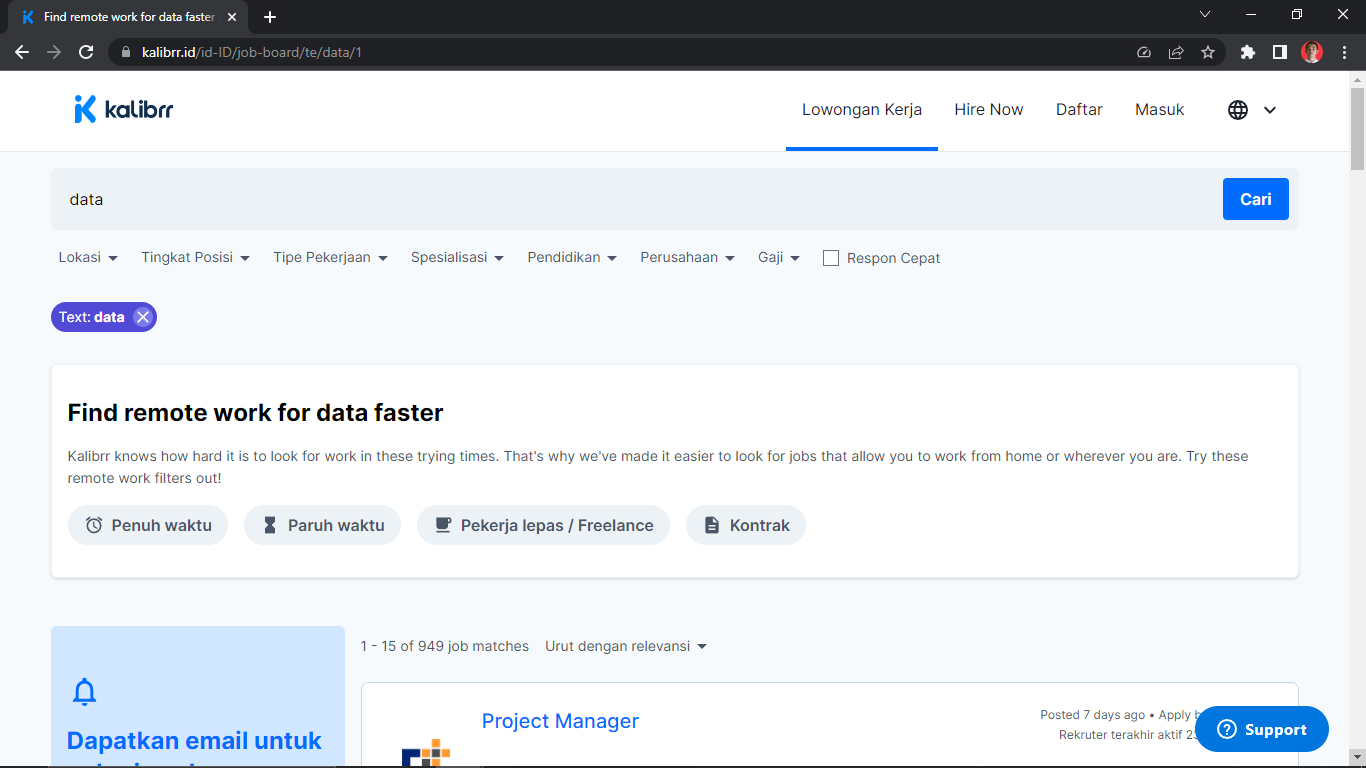 Find remote work for data faster
kalibrr.id/id-ID/job-board/te/data/1
kalibrr
Lowongan Kerja
Hire Now
Daftar
Masuk
data
Cari
Lokasi
Tingkat Posisi
Tipe Pekerjaan
Spesialisasi
Pendidikan
Perusahaan
Gaji
Respon Cepat
Text: data
Find remote work for data faster
Kalibrr knows how hard it is to look for work in these trying times. That's why we've made it easier to look for jobs that allow you to work from home or wherever you are. Try these
remote work filters out!
Penuh waktu
Paruh waktu
Pekerja lepas / Freelance
Kontrak
1 - 15 of 949 job matches
Urut dengan relevansi
Dapatkan email untuk
Project Manager
Posted 7 days ago • Apply
Rekruter terakhir aktif
Support